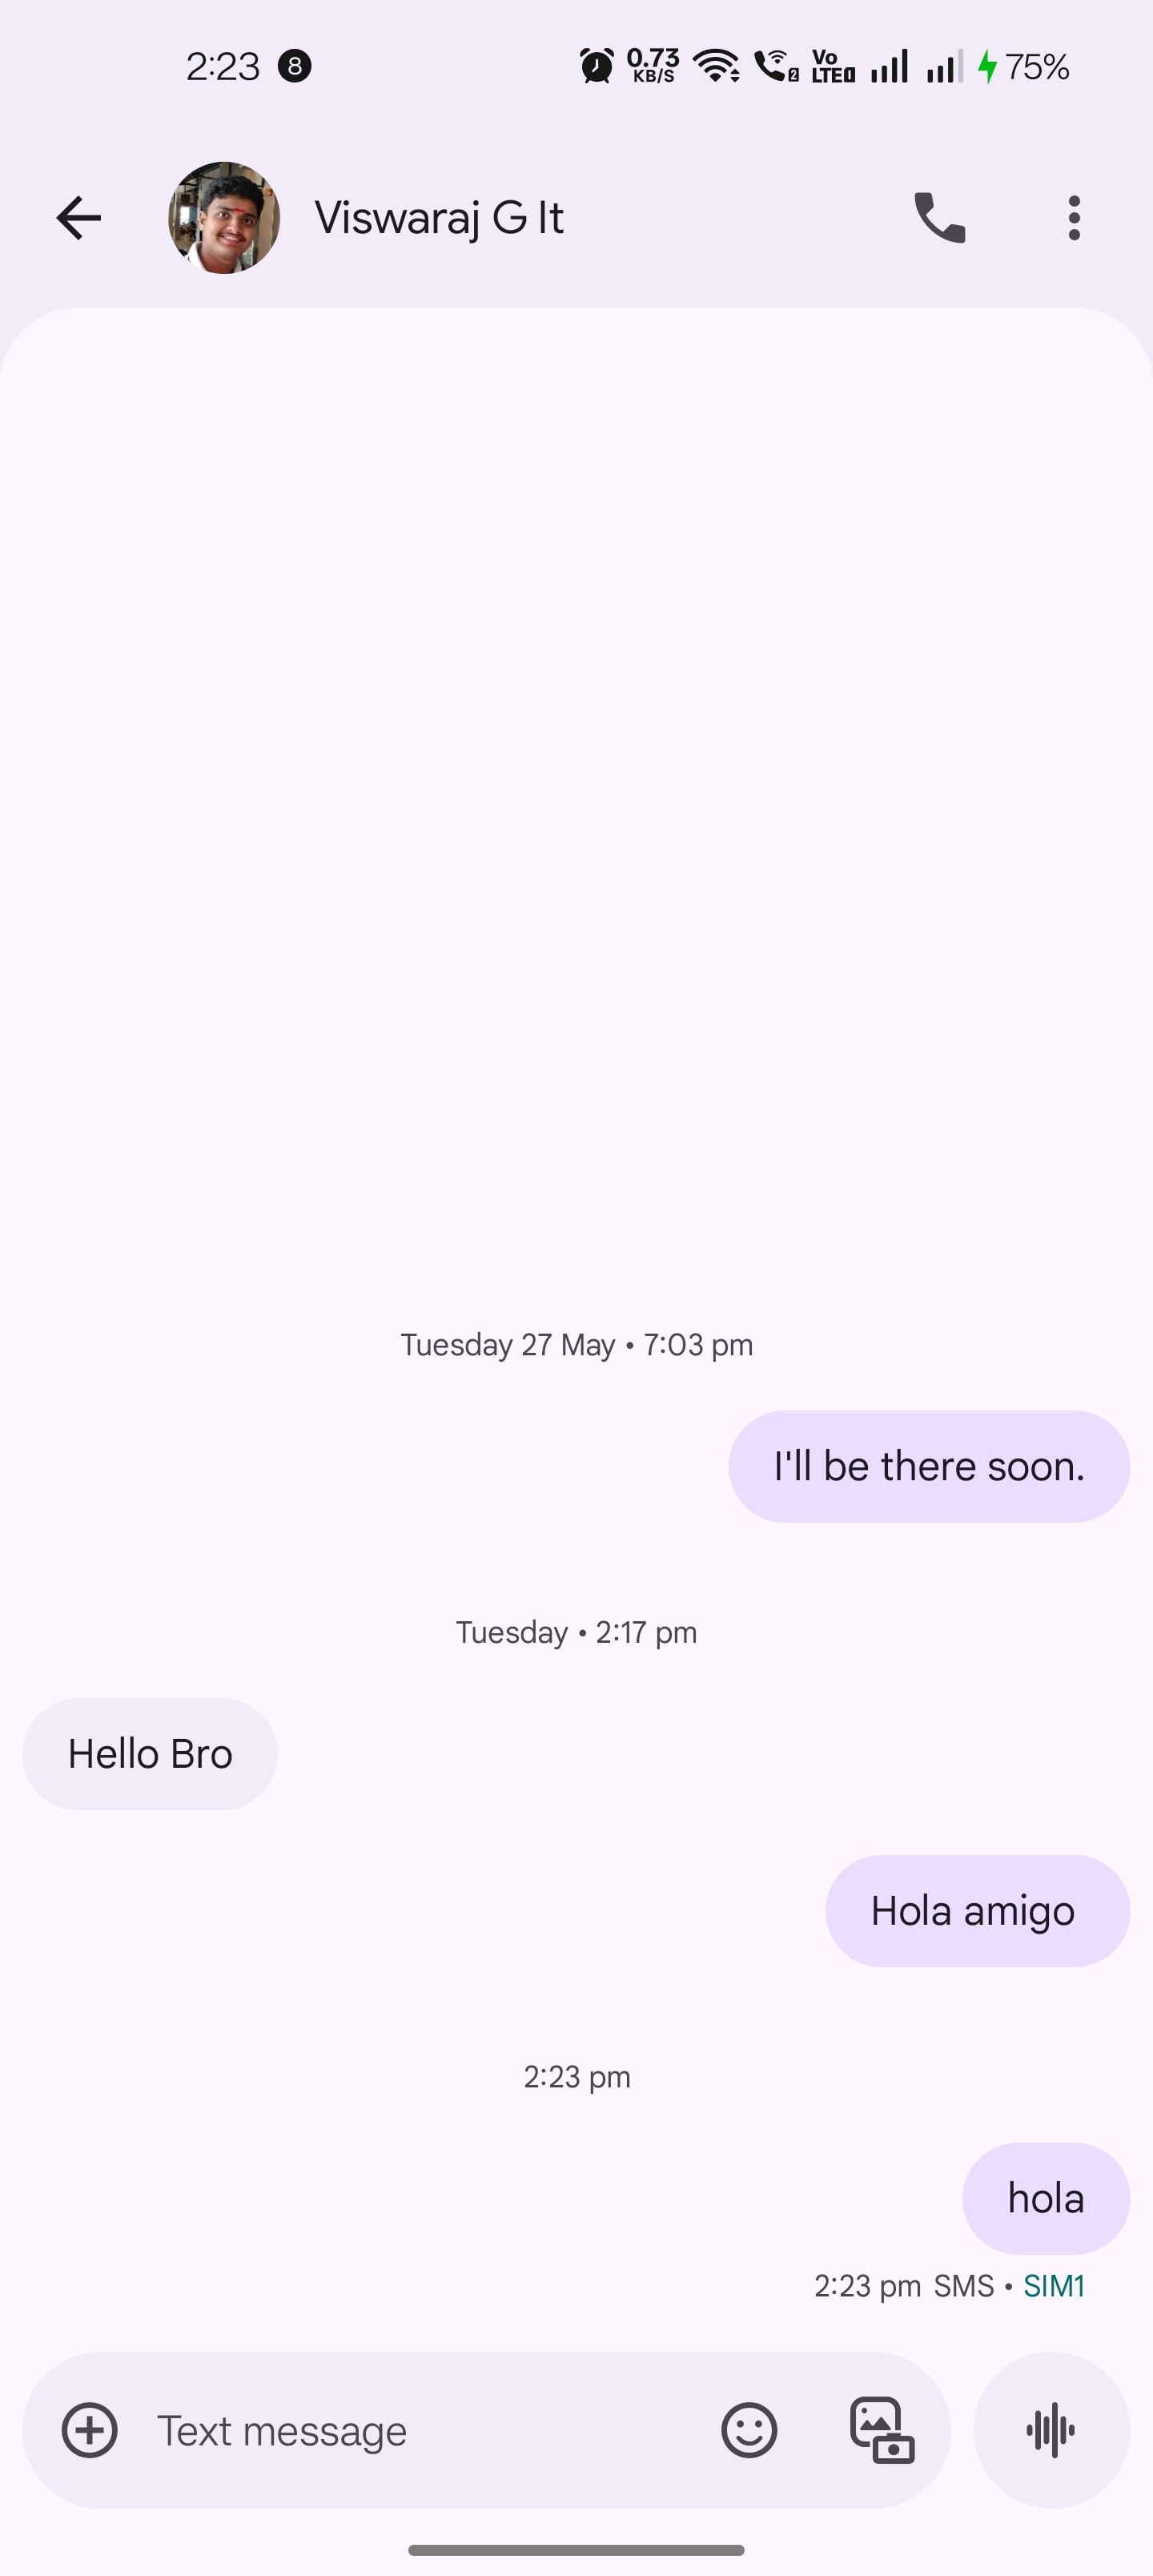 2:23 8 0.73 KB/S 2 Vo LTE 75%
Viswaraj G It
Tuesday 27 May • 7:03 pm
I'll be there soon.
Tuesday • 2:17 pm
Hello Bro
Hola amigo
2:23 pm
hola
2:23 pm SMS • SIM1
Text message